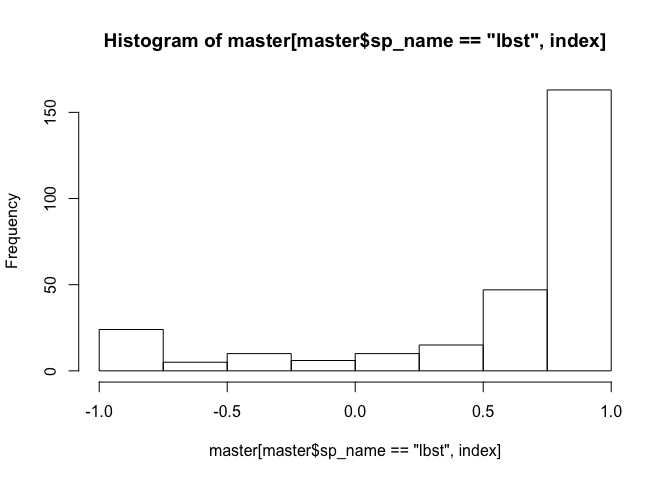 Histogram of master[master$sp_name == "lbst", index]
Frequency
150
100
50
0
-1.0 -0.5 0.0 0.5 1.0
master[master$sp_name == "lbst", index]